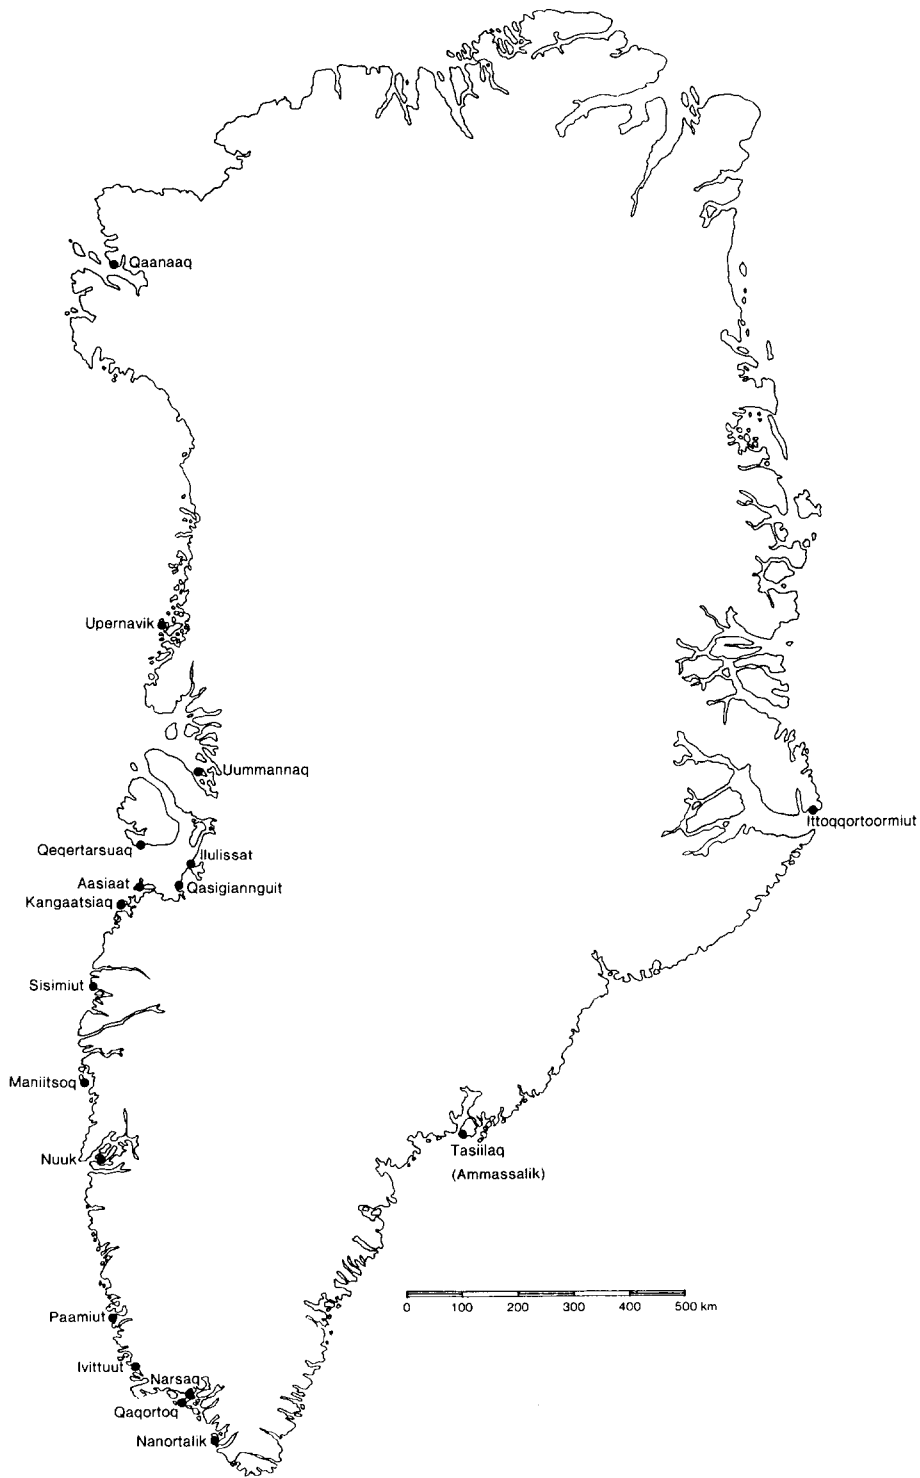 Qaanaaq
Upernavik
Uummannaq
Ittoqqortoormiut
Qeqertarsuaq
Ilulissat
Aasiaat
Qasigiannguit
Kangaatsiaq
Sisimiut
Maniitsoq
Nuuk
Tasiilaq
(Ammassalik)
0 100 200 300 400 500 km
Paamiut
Ivittuut
Narsaq
Qaqortoq
Nanortalik